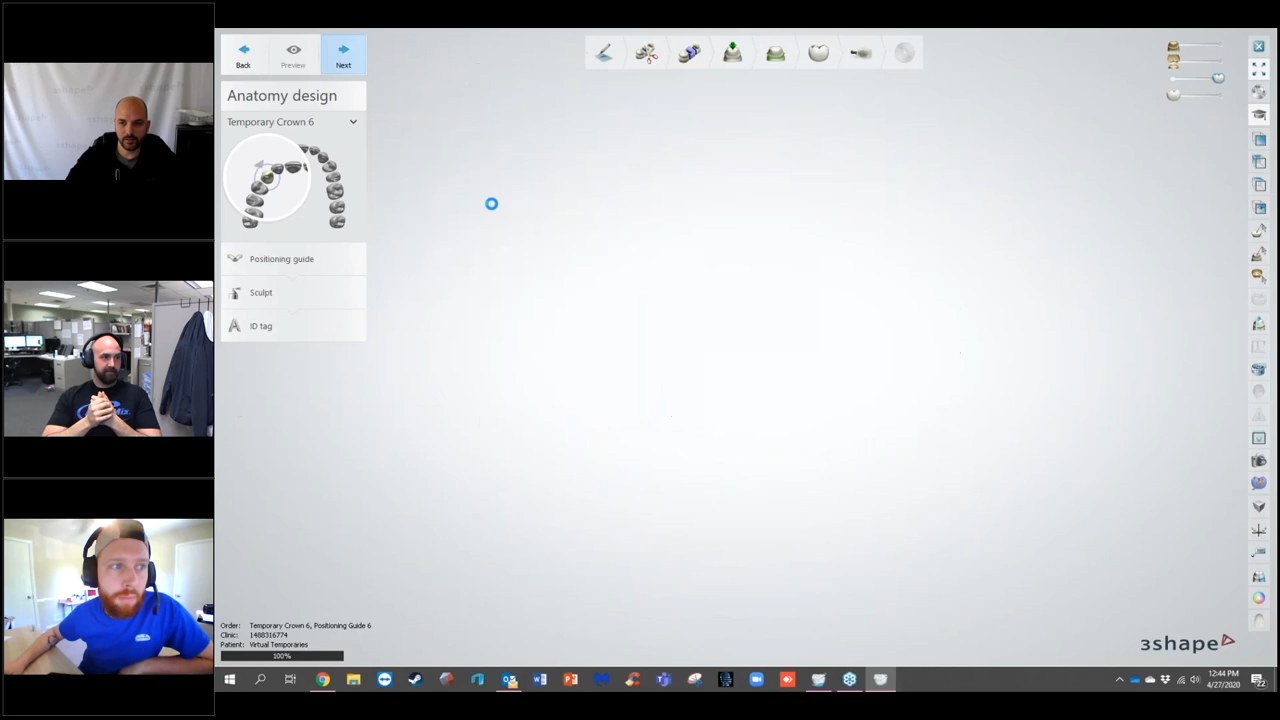 Back
Preview
Next
Anatomy design
Temporary Crown 6
Positioning guide
Sculpt
ID tag
Order: Temporary Crown 6, Positioning Guide 6
Clinic: 1488316774
Patient: Virtual Temporaries
100%
3shape
12:44 PM
4/27/2020
22